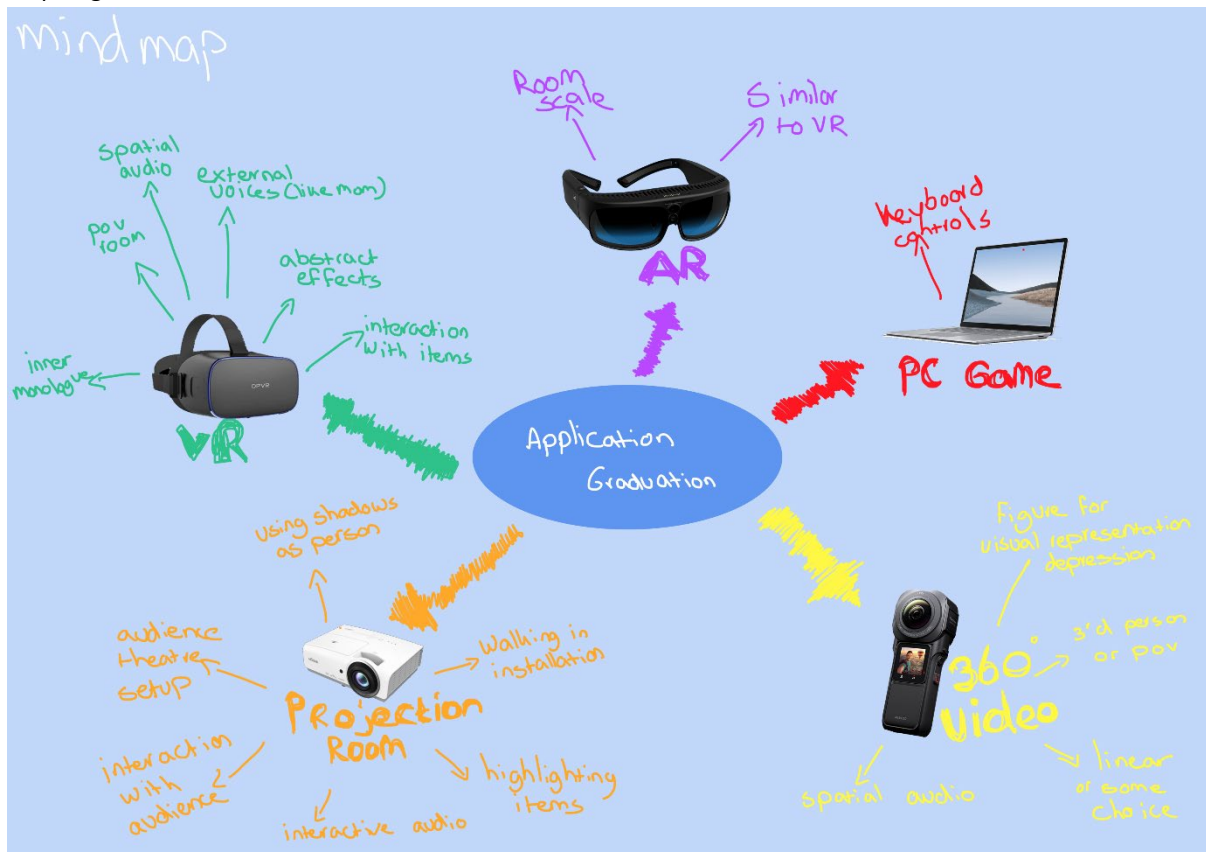 mind map
Room
scale
Similar
to VR
AR
spatial
audio
external
voices (like mom)
pov
room
abstract
effects
interaction
with items
inner
monologue
DPVR
VR
Keyboard
controls
PC Game
Application
Graduation
using shadows
as person
audience
theatre
setup
Walking in
installation
Projection
Room
interaction
with
audience
interactive audio
highlighting
items
Figure for
visual representation
depression
3'd person
or pov
360°
Video
spatial audio
linear
or some
choice